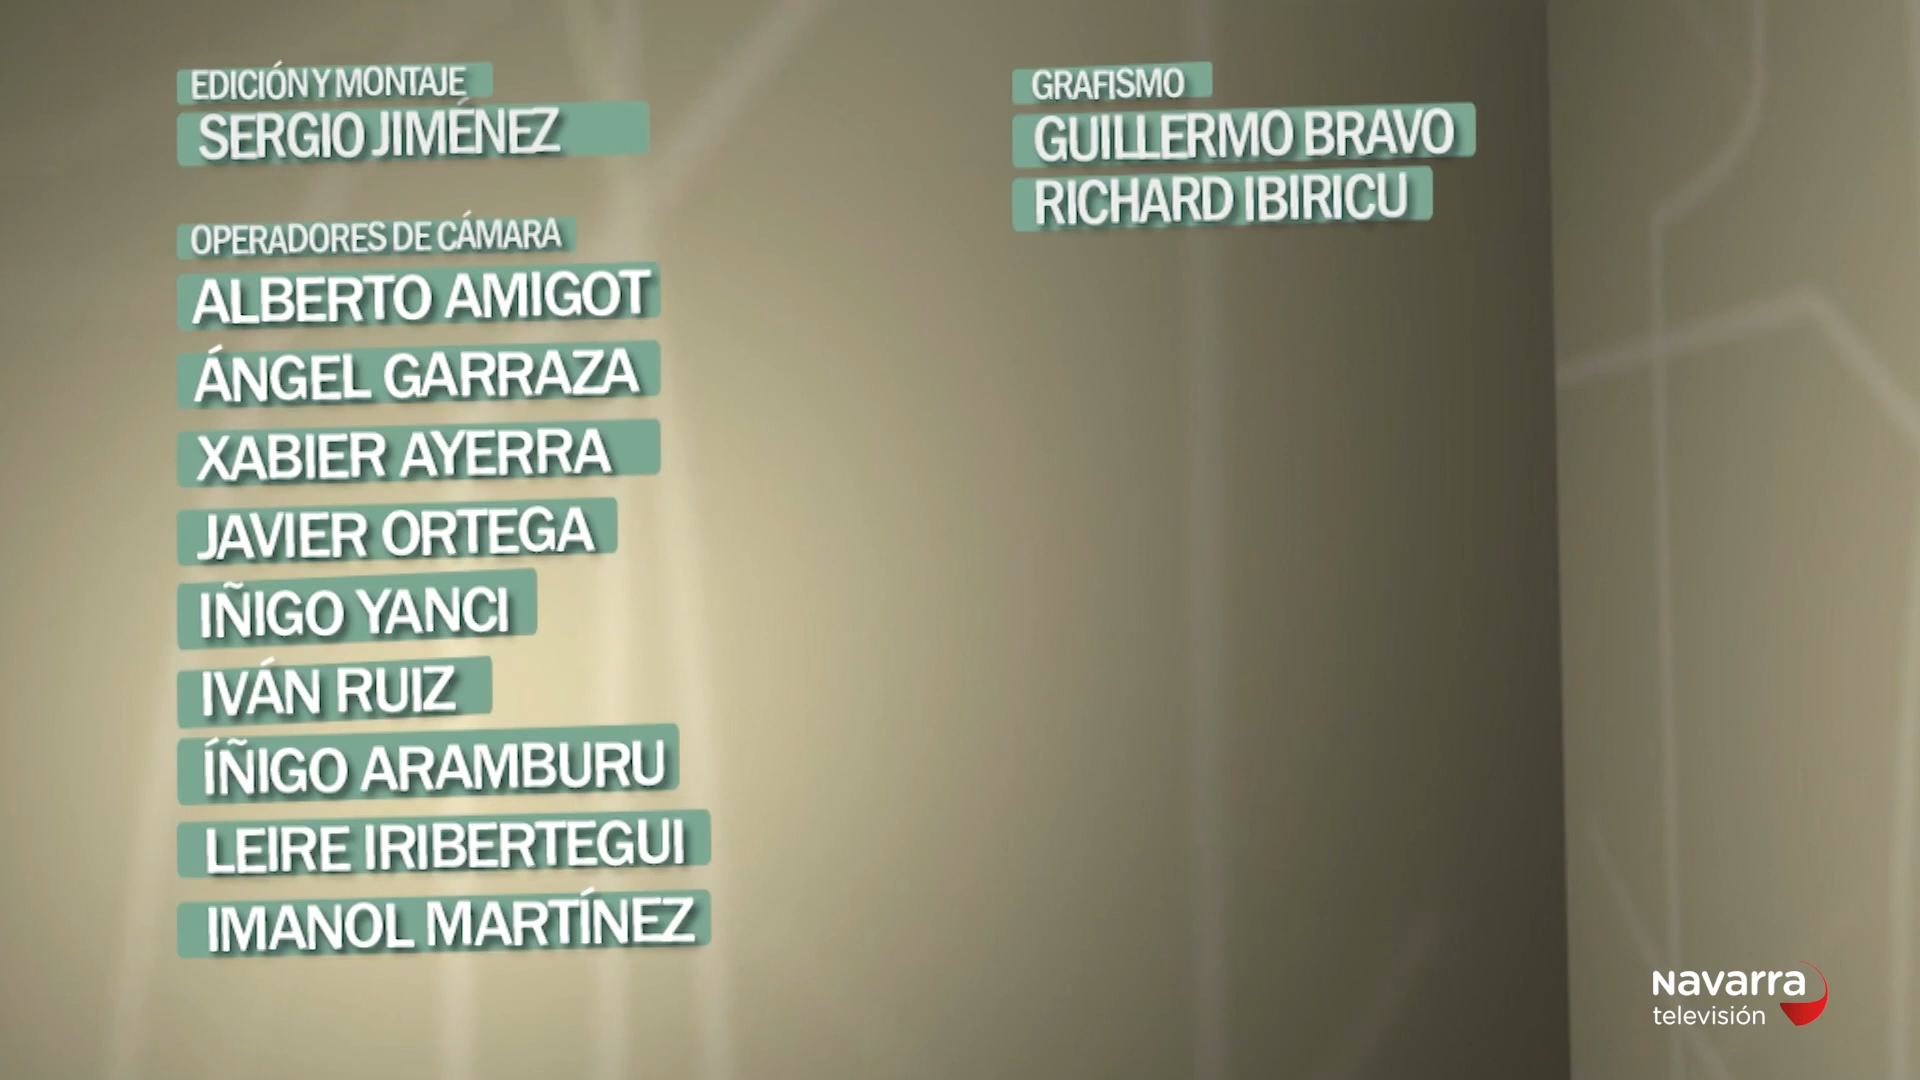 EDICIÓN Y MONTAJE
SERGIO JIMÉNEZ
OPERADORES DE CÁMARA
ALBERTO AMIGOT
ÁNGEL GARRAZA
XABIER AYERRA
JAVIER ORTEGA
IÑIGO YANCI
IVÁN RUIZ
ÍÑIGO ARAMBURU
LEIRE IRIBERTEGUI
IMANOL MARTÍNEZ
GRAFISMO
GUILLERMO BRAVO
RICHARD IBIRICU
Navarra
televisión